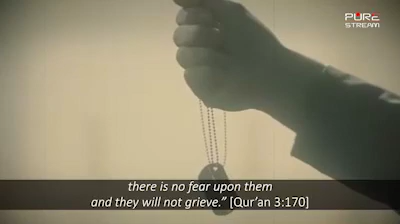 PURE
STREAM
there is no fear upon them
and they will not grieve.” [Qur’an 3:170]